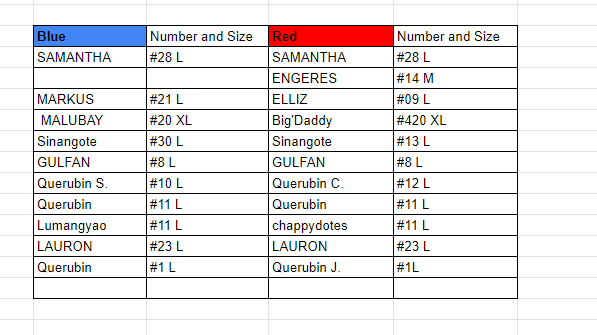 Blue Number and Size Red Number and Size
SAMANTHA #28 L SAMANTHA #28 L
ENGERES #14 M
MARKUS #21 L ELLIZ #09 L
MALUBAY #20 XL Big'Daddy #420 XL
Sinangote #30 L Sinangote #13 L
GULFAN #8 L GULFAN #8 L
Querubin S. #10 L Querubin C. #12 L
Querubin #11 L Querubin #11 L
Lumangyao #11 L chappydotes #11 L
LAURON #23 L LAURON #23 L
Querubin #1 L Querubin J. #1L